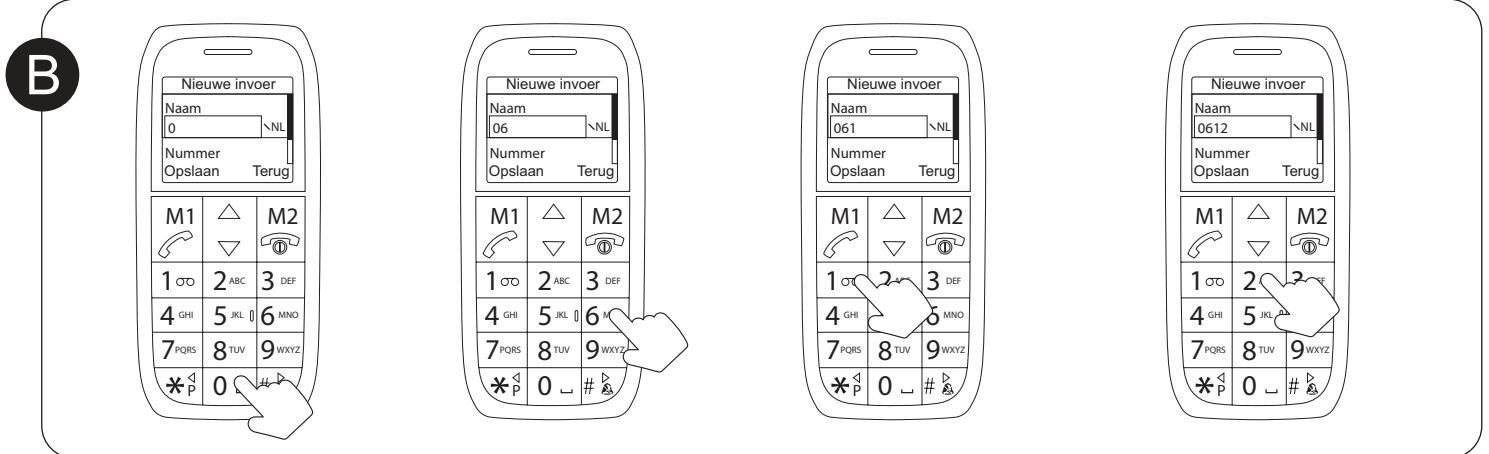 B
Nieuwe invoer
Naam
0 NL
Nummer
Opslaan Terug
M1 M2
1 2 ABC 3 DEF
4 GHI 5 JKL 6 MNO
7 PQRS 8 TUV 9 WXYZ
* P 0 #
Nieuwe invoer
Naam
06 NL
Nummer
Opslaan Terug
M1 M2
1 2 ABC 3 DEF
4 GHI 5 JKL 6 M
7 PQRS 8 TUV 9 WXYZ
* P 0 #
Nieuwe invoer
Naam
061 NL
Nummer
Opslaan Terug
M1 M2
1 2 3 DEF
4 GHI 6 MNO
7 PQRS 8 TUV 9 WXYZ
* P 0 #
Nieuwe invoer
Naam
0612 NL
Nummer
Opslaan Terug
M1 M2
1 2 3
4 GHI 5 JKL
7 PQRS 8 TUV 9 WXYZ
* P 0 #